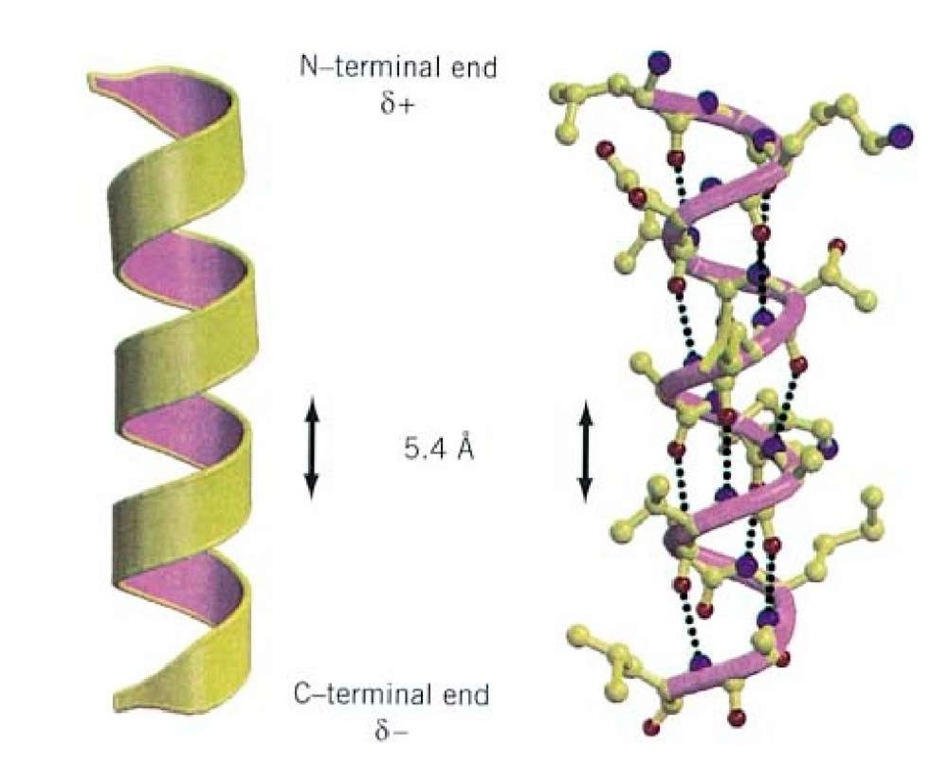 N–terminal end
δ+
5.4 Å
C–terminal end
δ−